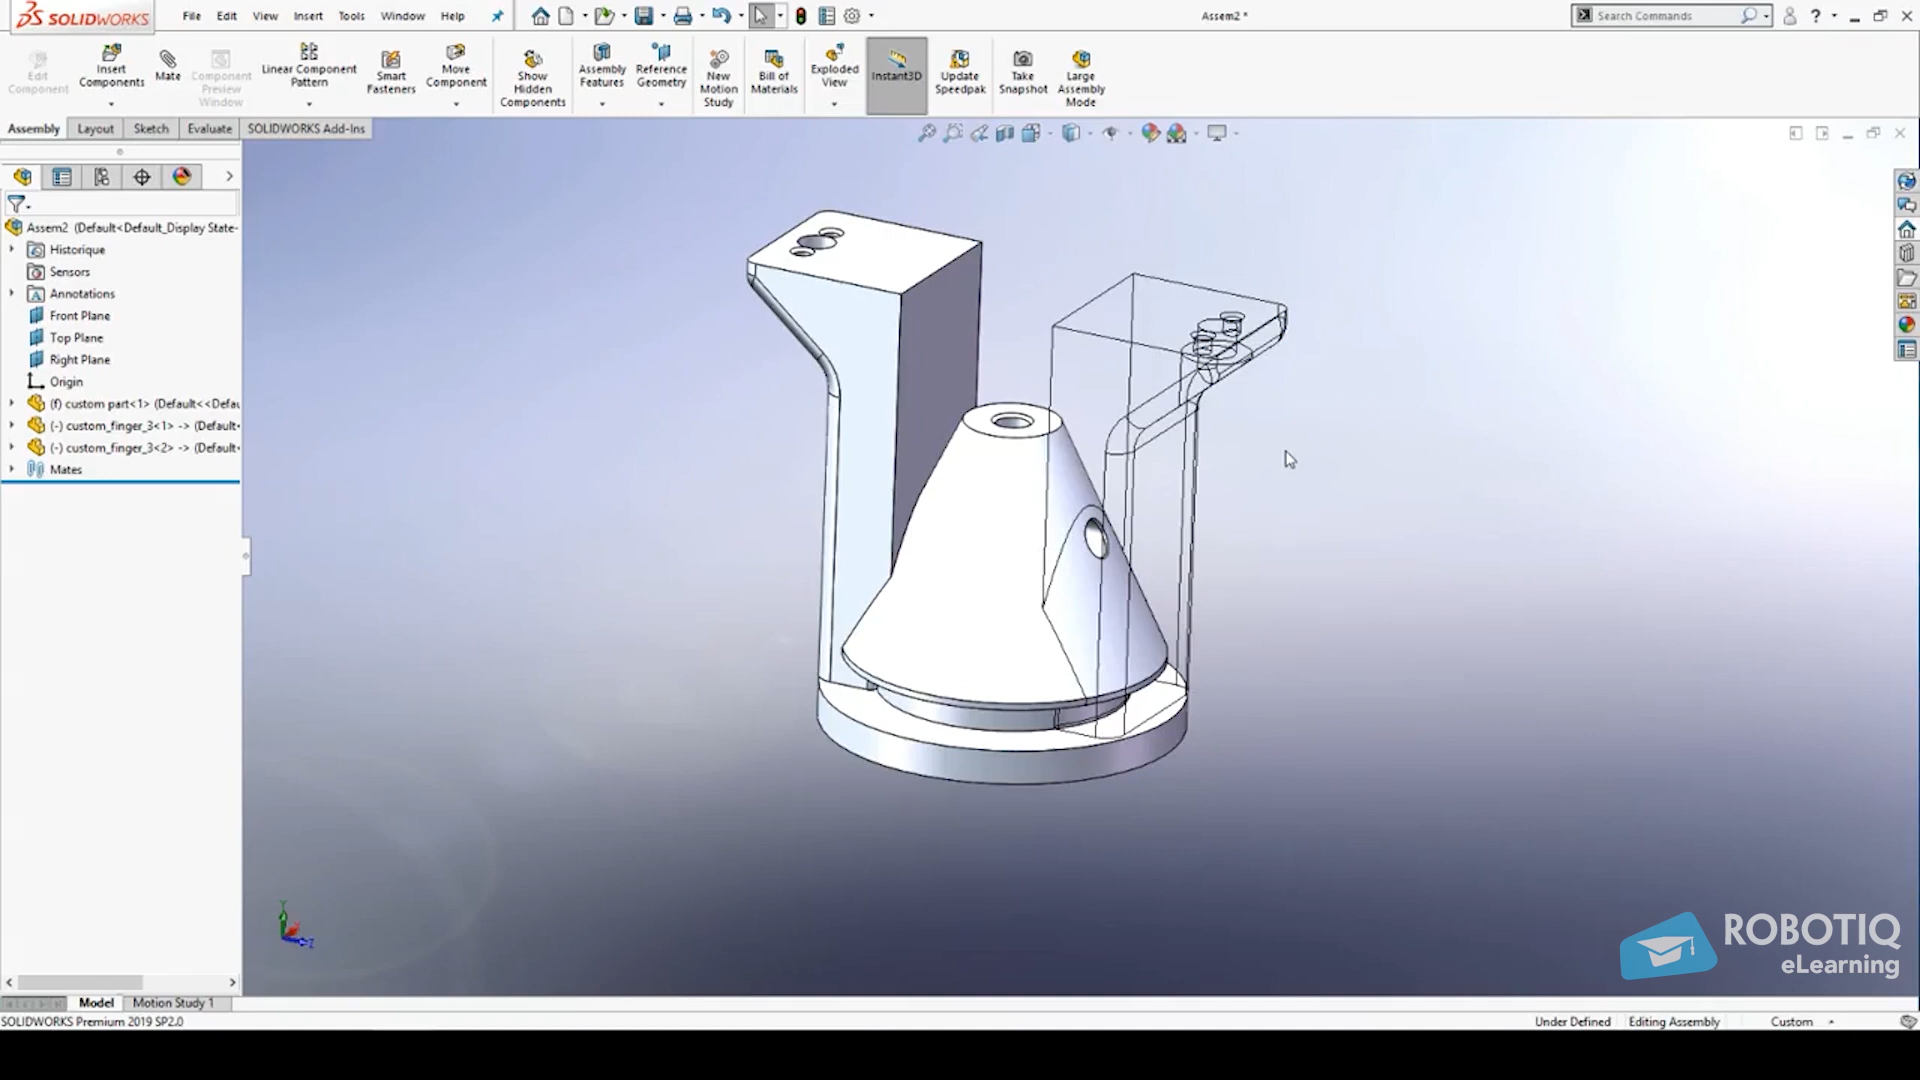 SOLIDWORKS
File Edit View Insert Tools Window Help
Assem2 *
Search Commands
Edit Component
Insert Components
Mate
Component Preview Window
Linear Component Pattern
Smart Fasteners
Move Component
Show Hidden Components
Assembly Features
Reference Geometry
New Motion Study
Bill of Materials
Exploded View
Instant3D
Update Speedpak
Take Snapshot
Large Assembly Mode
Assembly Layout Sketch Evaluate SOLIDWORKS Add-Ins
Assem2 (Default<Default_Display State-
Historique
Sensors
Annotations
Front Plane
Top Plane
Right Plane
Origin
(f) custom part<1> (Default<<Defau
(-) custom_finger_3<1> -> (Default<
(-) custom_finger_3<2> -> (Default<
Mates
ROBOTIQ
eLearning
Model Motion Study 1
SOLIDWORKS Premium 2019 SP2.0
Under Defined Editing Assembly Custom